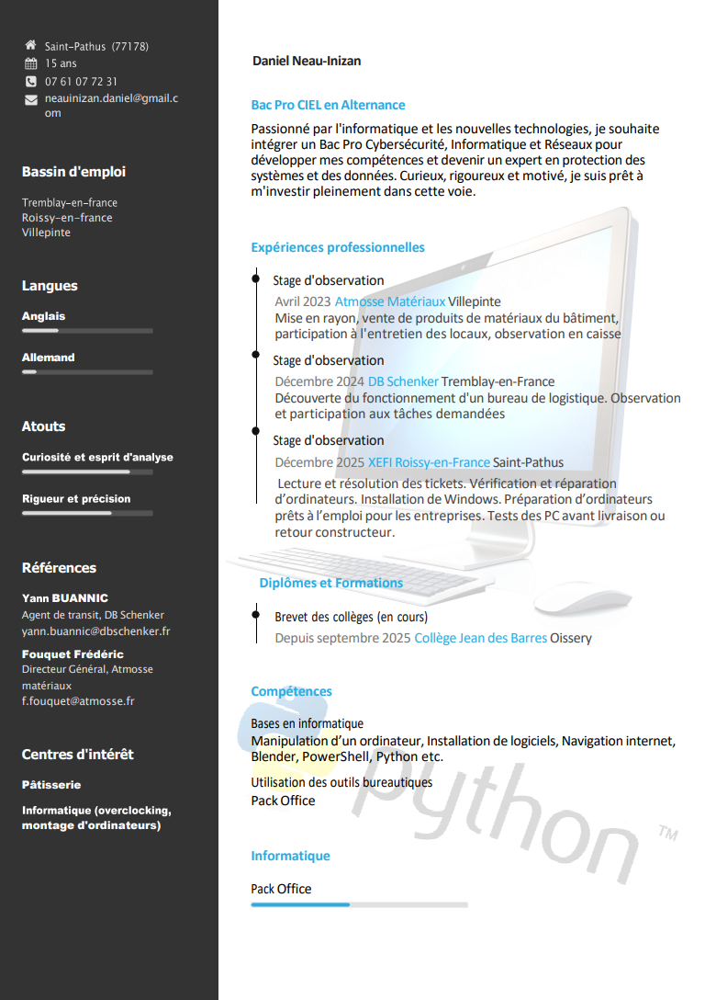 Saint-Pathus (77178)
15 ans
07 61 07 72 31
neauinizan.daniel@gmail.c
om
Bassin d'emploi
Tremblay-en-france
Roissy-en-france
Villepinte
Langues
Anglais
Allemand
Atouts
Curiosité et esprit d'analyse
Rigueur et précision
Références
Yann BUANNIC
Agent de transit, DB Schenker
yann.buannic@dbschenker.fr
Fouquet Frédéric
Directeur Général, Atmosse
matériaux
f.fouquet@atmosse.fr
Centres d'intérêt
Pâtisserie
Informatique (overclocking,
montage d'ordinateurs)
Daniel Neau-Inizan
Bac Pro CIEL en Alternance
Passionné par l'informatique et les nouvelles technologies, je souhaite
intégrer un Bac Pro Cybersécurité, Informatique et Réseaux pour
développer mes compétences et devenir un expert en protection des
systèmes et des données. Curieux, rigoureux et motivé, je suis prêt à
m'investir pleinement dans cette voie.
Expériences professionnelles
Stage d'observation
Avril 2023 Atmosse Matériaux Villepinte
Mise en rayon, vente de produits de matériaux du bâtiment,
participation à l'entretien des locaux, observation en caisse
Stage d'observation
Décembre 2024 DB Schenker Tremblay-en-France
Découverte du fonctionnement d'un bureau de logistique. Observation
et participation aux tâches demandées
Stage d'observation
Décembre 2025 XEFI Roissy-en-France Saint-Pathus
Lecture et résolution des tickets. Vérification et réparation
d’ordinateurs. Installation de Windows. Préparation d’ordinateurs
prêts à l’emploi pour les entreprises. Tests des PC avant livraison ou
retour constructeur.
Diplômes et Formations
Brevet des collèges (en cours)
Depuis septembre 2025 Collège Jean des Barres Oissery
Compétences
Bases en informatique
Manipulation d’un ordinateur, Installation de logiciels, Navigation internet,
Blender, PowerShell, Python etc.
Utilisation des outils bureautiques
Pack Office
python TM
Informatique
Pack Office